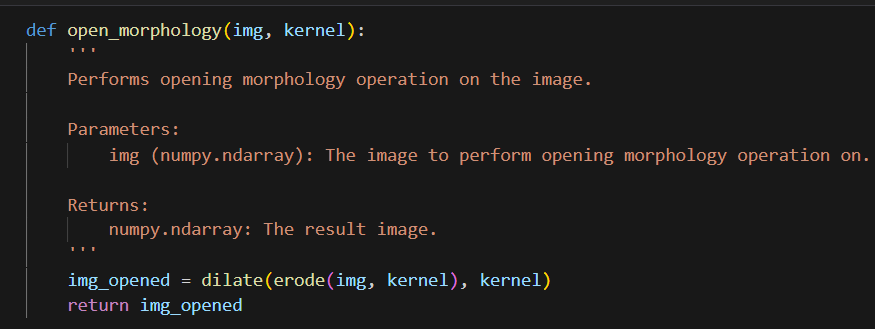 def open_morphology(img, kernel):
    '''
    Performs opening morphology operation on the image.

    Parameters:
        img (numpy.ndarray): The image to perform opening morphology operation on.

    Returns:
        numpy.ndarray: The result image.
    '''
    img_opened = dilate(erode(img, kernel), kernel)
    return img_opened